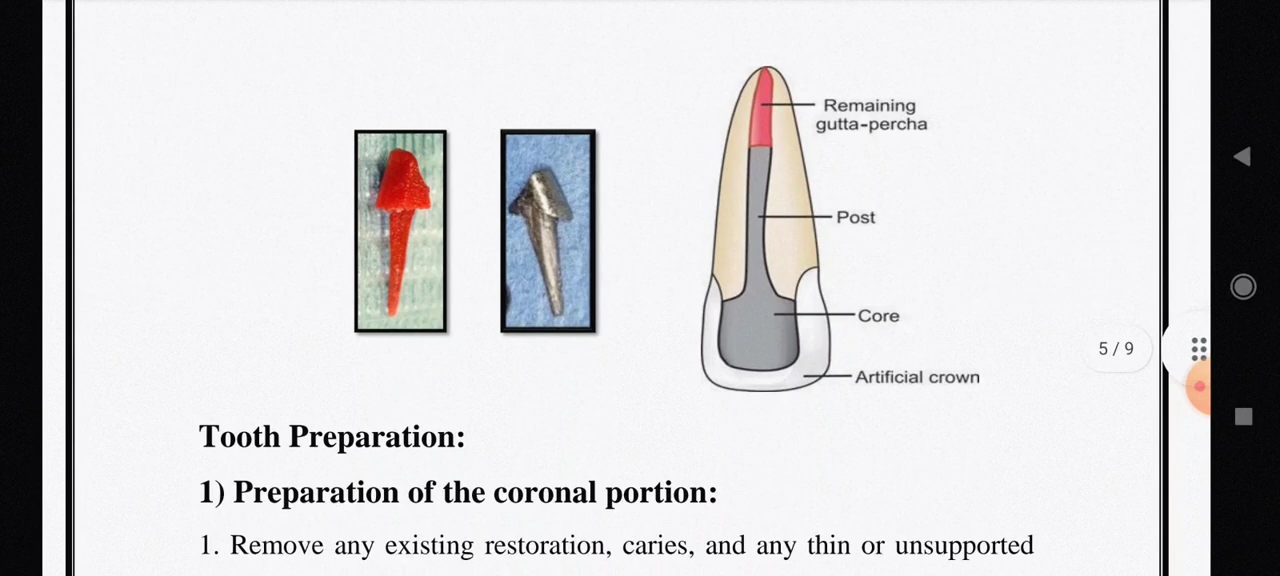 Remaining
gutta-percha
Post
Core
5 / 9
Artificial crown
Tooth Preparation:
1) Preparation of the coronal portion:
1. Remove any existing restoration, caries, and any thin or unsupported